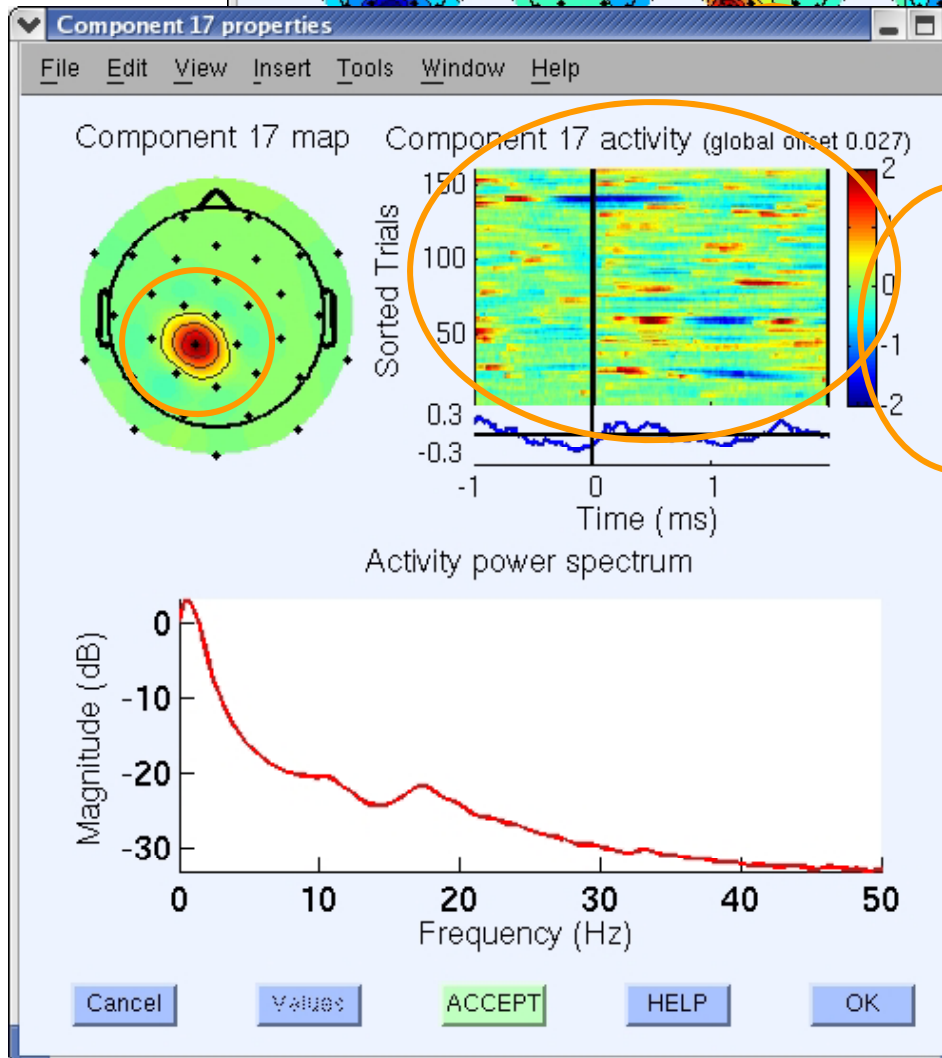 Component 17 properties
File Edit View Insert Tools Window Help
Component 17 map
Component 17 activity (global offset 0.027)
Sorted Trials
150
100
50
2
0
-1
-2
0.3
-0.3
-1 0 1
Time (ms)
Activity power spectrum
Magnitude (dB)
0
-10
-20
-30
0 10 20 30 40 50
Frequency (Hz)
Cancel Values ACCEPT HELP OK